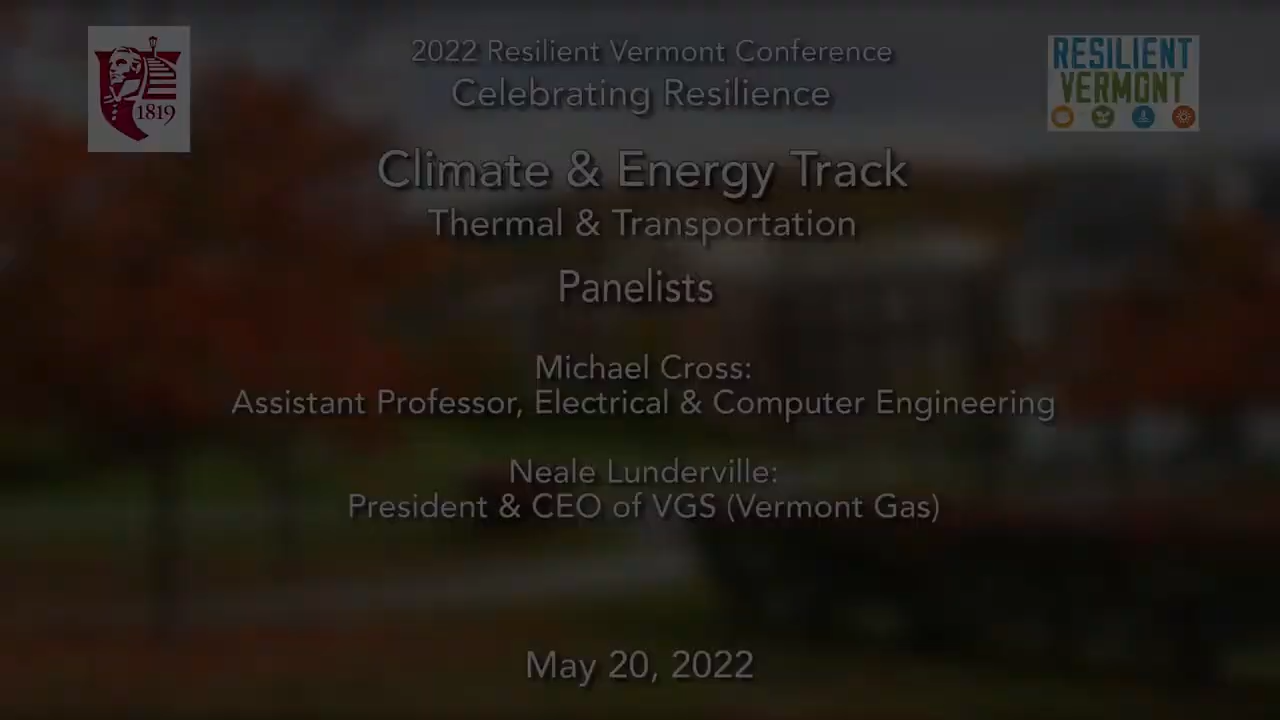 2022 Resilient Vermont Conference
Celebrating Resilience
1819
RESILIENT
VERMONT
Climate & Energy Track
Thermal & Transportation
Panelists
Michael Cross:
Assistant Professor, Electrical & Computer Engineering
Neale Lunderville:
President & CEO of VGS (Vermont Gas)
May 20, 2022